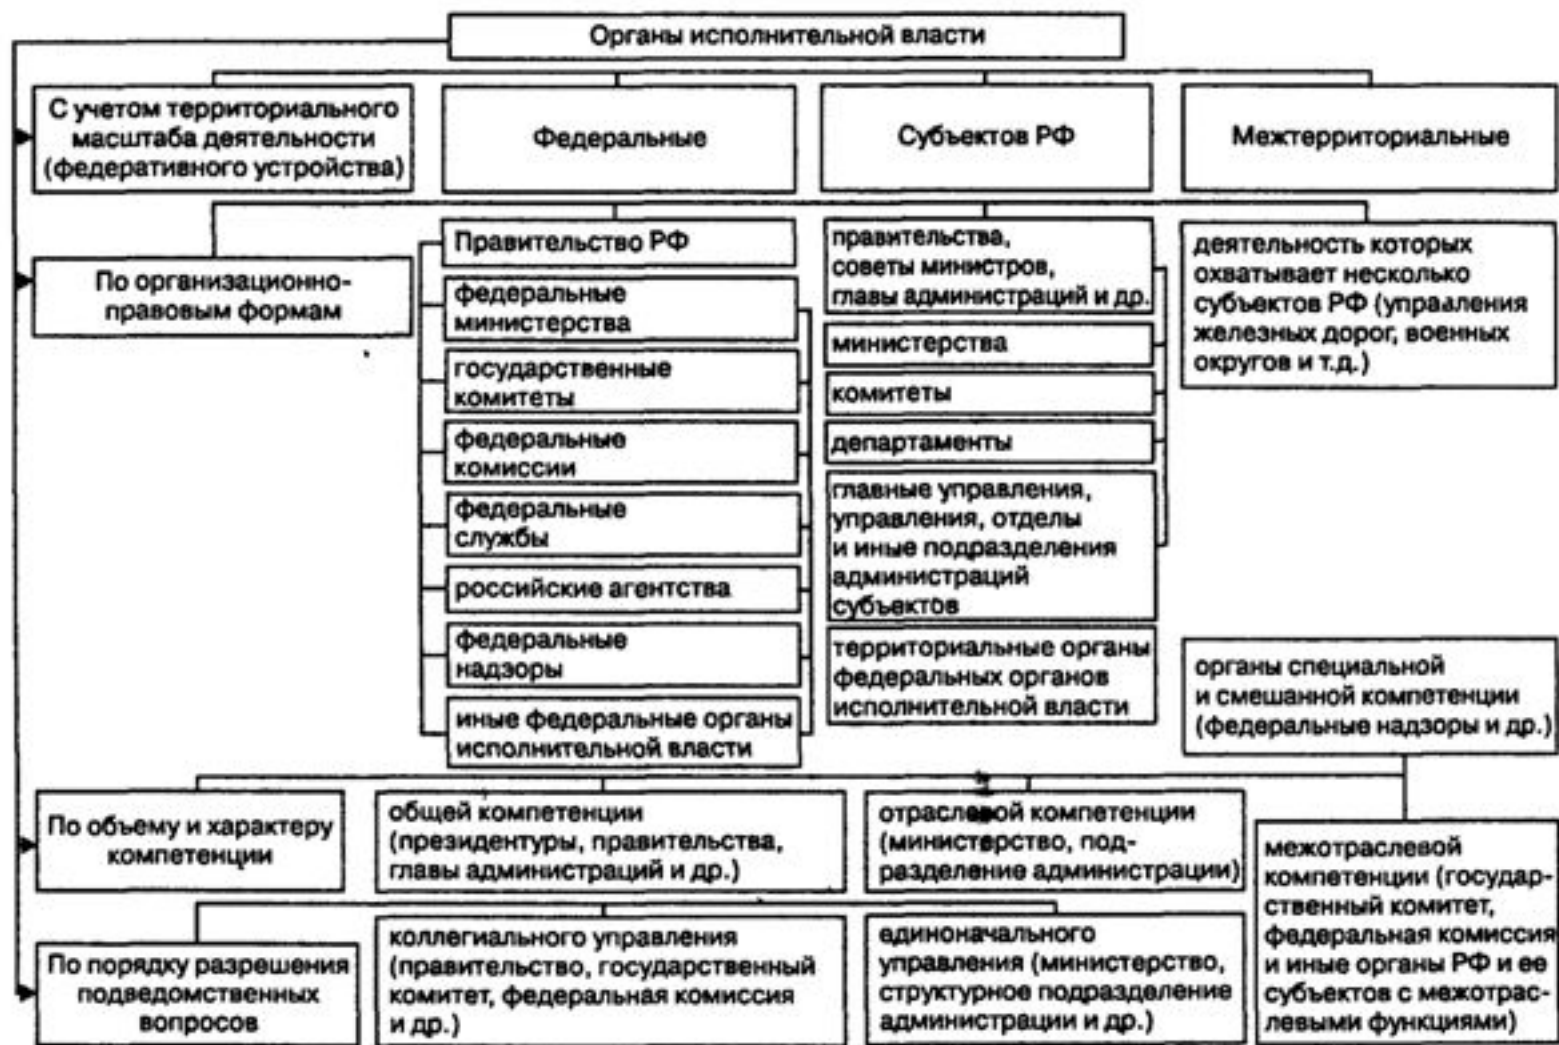 Органы исполнительной власти
С учетом территориального
масштаба деятельности
(федеративного устройства)
Федеральные
Субъектов РФ
Межтерриториальные
По организационно-
правовым формам
Правительство РФ
федеральные
министерства
государственные
комитеты
федеральные
комиссии
федеральные
службы
российские агентства
федеральные
надзоры
иные федеральные органы
исполнительной власти
правительства,
советы министров,
главы администраций и др.
министерства
комитеты
департаменты
главные управления,
управления, отделы
и иные подразделения
администраций
субъектов
территориальные органы
федеральных органов
исполнительной власти
деятельность которых
охватывает несколько
субъектов РФ (управления
железных дорог, военных
округов и т.д.)
органы специальной
и смешанной компетенции
(федеральные надзоры и др.)
По объему и характеру
компетенции
общей компетенции
(президентуры, правительства,
главы администраций и др.)
отраслевой компетенции
(министерство, под-
разделение администрации)
межотраслевой
компетенции (государ-
ственный комитет,
федеральная комиссия
и иные органы РФ и ее
субъектов с межотрас-
левыми функциями)
По порядку разрешения
подведомственных
вопросов
коллегиального управления
(правительство, государственный
комитет, федеральная комиссия
и др.)
единоначального
управления (министерство,
структурное подразделение
администрации и др.)